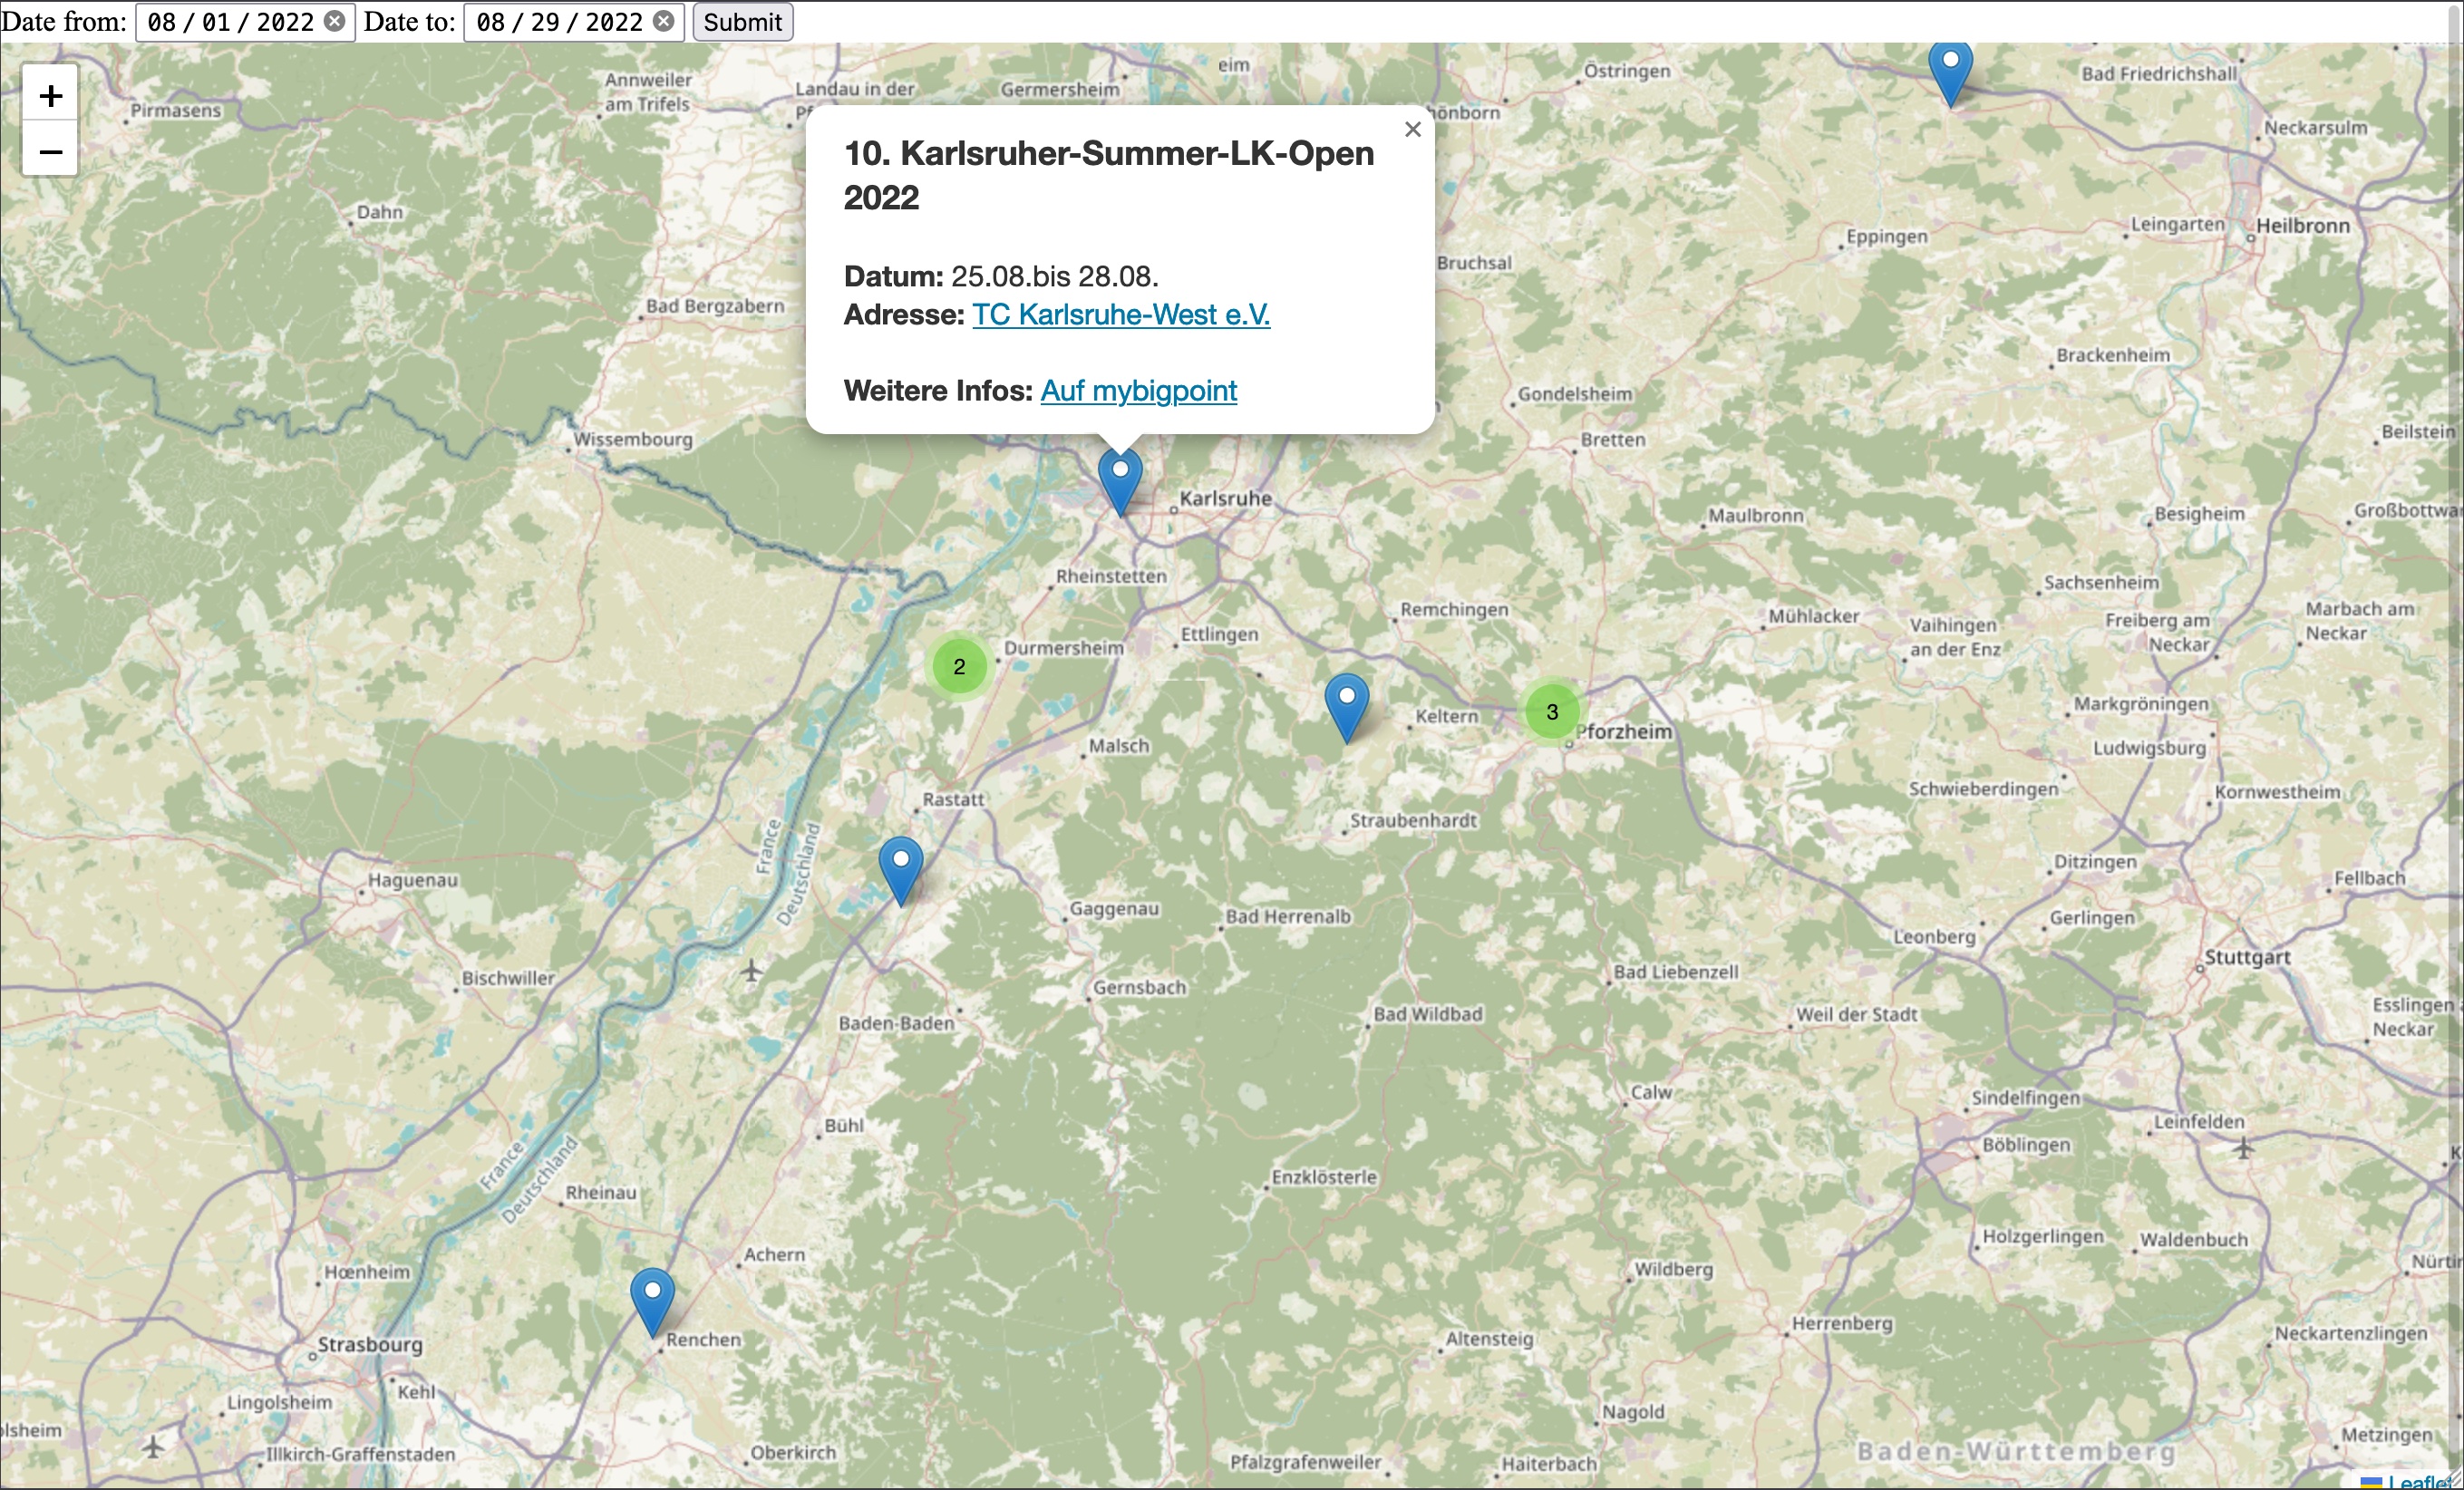 Date from: 08 / 01 / 2022 Date to: 08 / 29 / 2022 Submit
+
−
10. Karlsruher-Summer-LK-Open
2022
Datum: 25.08.bis 28.08.
Adresse: TC Karlsruhe-West e.V.
Weitere Infos: Auf mybigpoint
×
Pirmasens
Annweiler
am Trifels
Landau in der
Germersheim
eim
Östringen
Bad Friedrichshall
hönborn
Neckarsulm
Dahn
Leingarten
Heilbronn
Eppingen
Bruchsal
Bad Bergzabern
Brackenheim
Gondelsheim
Beilstein
Wissembourg
Bretten
Karlsruhe
Maulbronn
Besigheim
Großbottwar
Rheinstetten
Sachsenheim
Remchingen
Mühlacker
Vaihingen
an der Enz
Freiberg am
Neckar
Marbach am
Neckar
Ettlingen
Durmersheim
2
3
Keltern
Pforzheim
Markgröningen
Malsch
Ludwigsburg
Schwieberdingen
Kornwestheim
Rastatt
Straubenhardt
France
Deutschland
Ditzingen
Haguenau
Fellbach
Gaggenau
Bad Herrenalb
Gerlingen
Leonberg
Stuttgart
Bischwiller
Bad Liebenzell
Gernsbach
Esslingen a
Neckar
Baden-Baden
Bad Wildbad
Weil der Stadt
Calw
Sindelfingen
Bühl
Leinfelden
Böblingen
France
Deutschland
Enzklösterle
Rheinau
Holzgerlingen
Waldenbuch
Achern
Nürtin
Hœnheim
Wildberg
Strasbourg
Renchen
Altensteig
Herrenberg
Neckartenzlingen
Kehl
Lingolsheim
Nagold
olsheim
Illkirch-Graffenstaden
Oberkirch
Pfalzgrafenweiler
Haiterbach
Baden-Württemberg
Metzingen
Leaflet